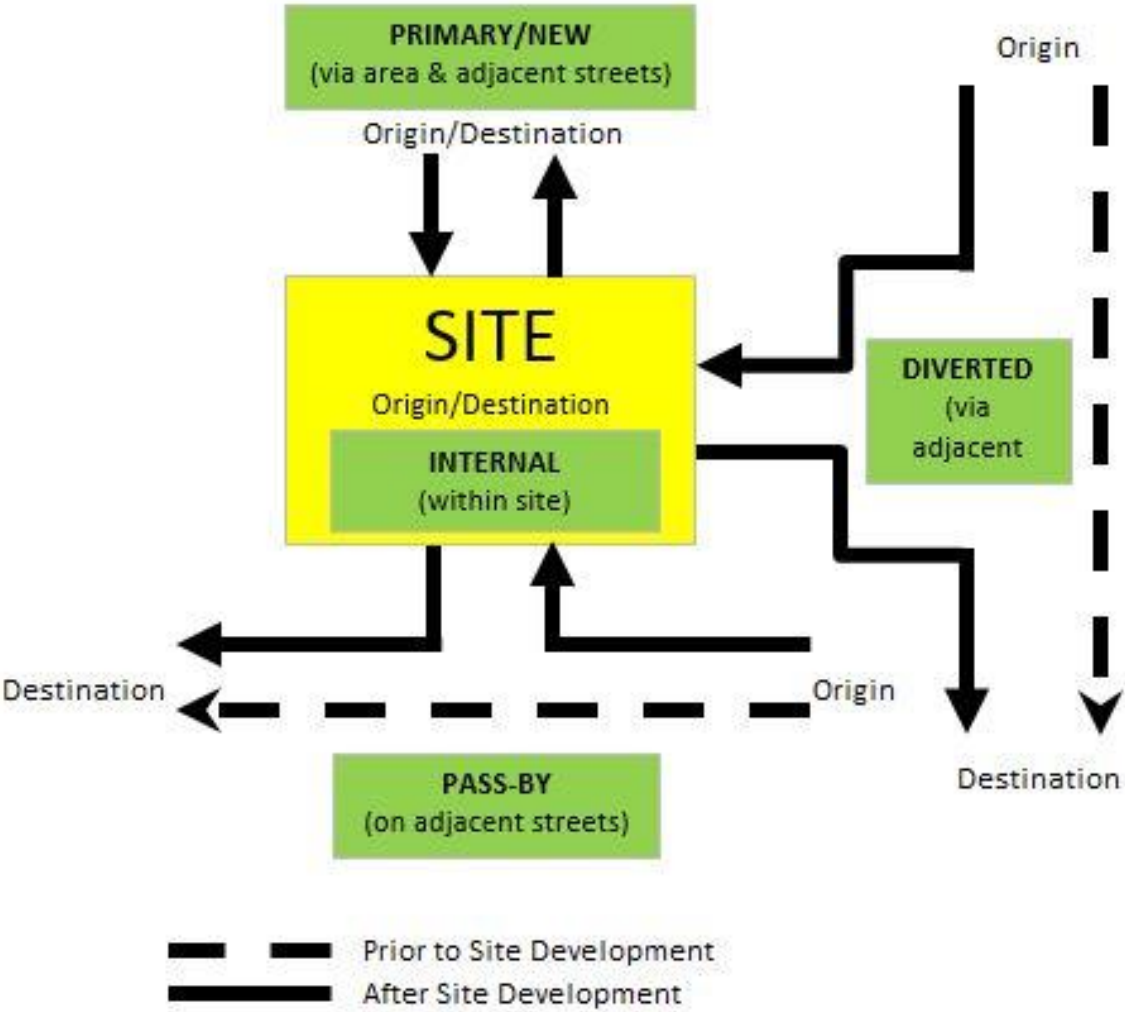 PRIMARY/NEW
(via area & adjacent streets)
Origin/Destination
Origin
SITE
Origin/Destination
INTERNAL
(within site)
DIVERTED
(via
adjacent
Destination
Origin
PASS-BY
(on adjacent streets)
Destination
Prior to Site Development
After Site Development